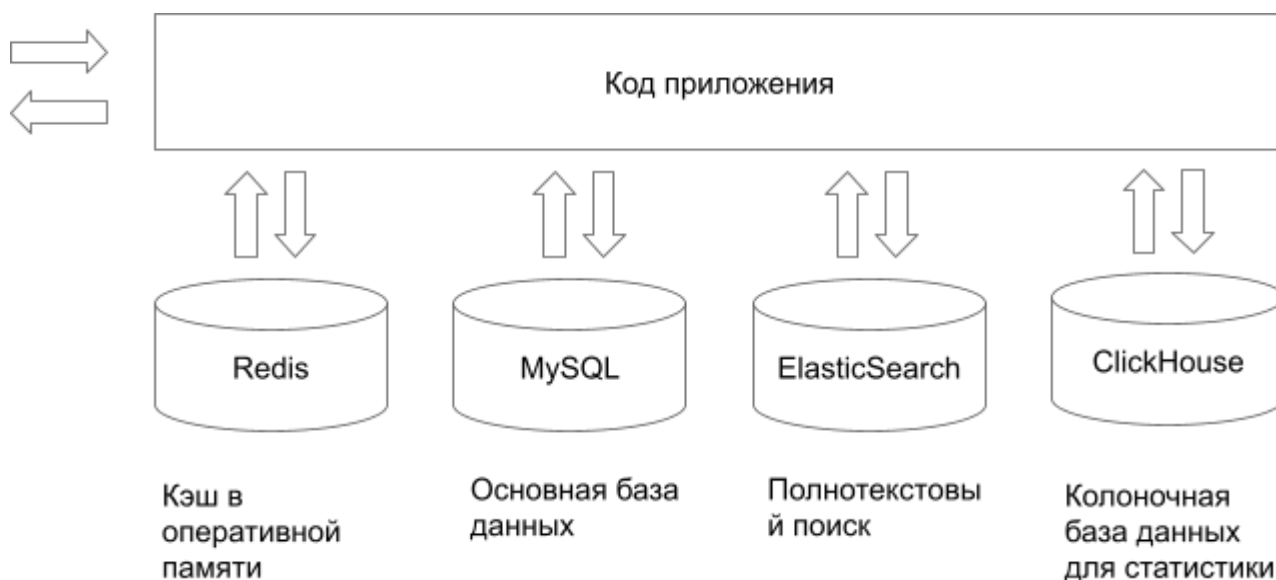 Код приложения
Redis
MySQL
ElasticSearch
ClickHouse
Кэш в
оперативной
памяти
Основная база
данных
Полнотекстовы
й поиск
Колоночная
база данных
для статистики